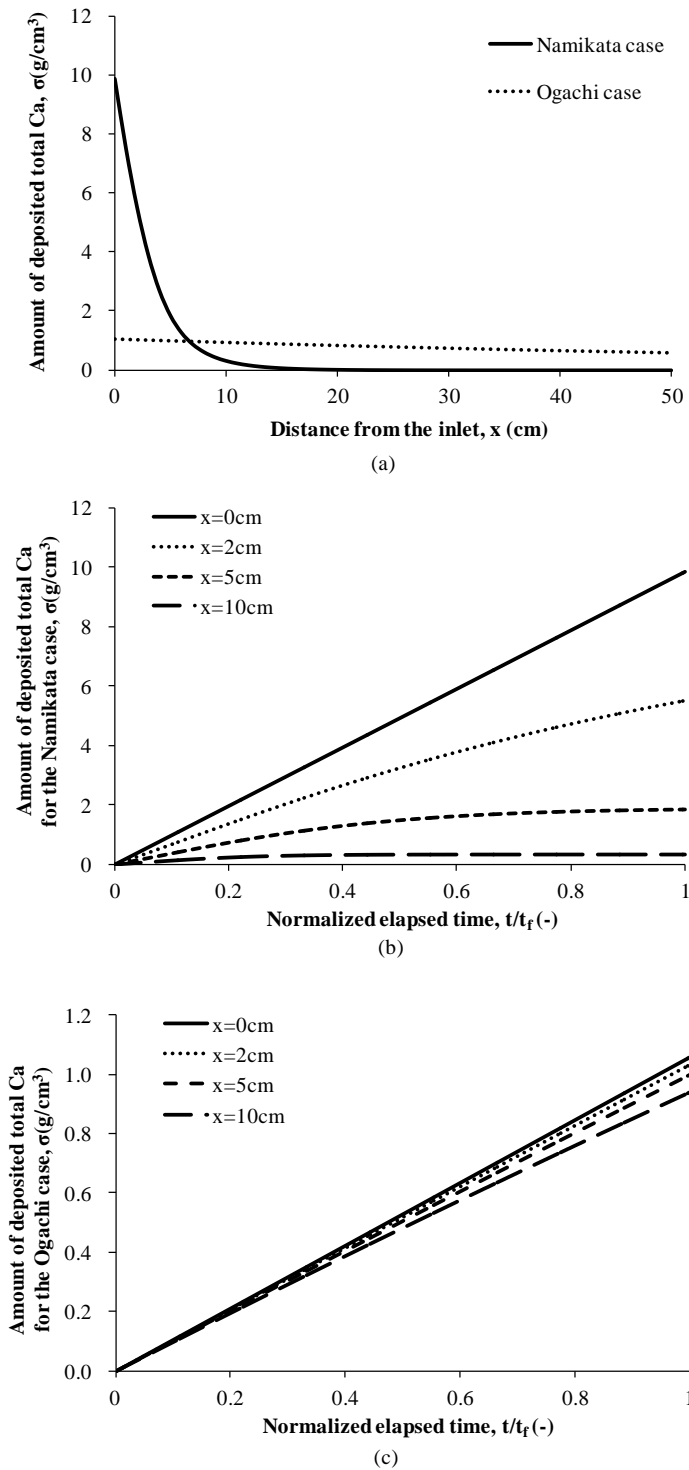 12
10
8
6
4
2
0
Amount of deposited total Ca, σ(g/cm³)
Namikata case
Ogachi case
0 10 20 30 40 50
Distance from the inlet, x (cm)
(a)
12
10
8
6
4
2
0
Amount of deposited total Ca
for the Namikata case, σ(g/cm³)
x=0cm
x=2cm
x=5cm
x=10cm
0 0.2 0.4 0.6 0.8 1
Normalized elapsed time, t/tf (-)
(b)
1.2
1.0
0.8
0.6
0.4
0.2
0.0
Amount of deposited total Ca
for the Ogachi case, σ(g/cm³)
x=0cm
x=2cm
x=5cm
x=10cm
0 0.2 0.4 0.6 0.8 1
Normalized elapsed time, t/tf (-)
(c)